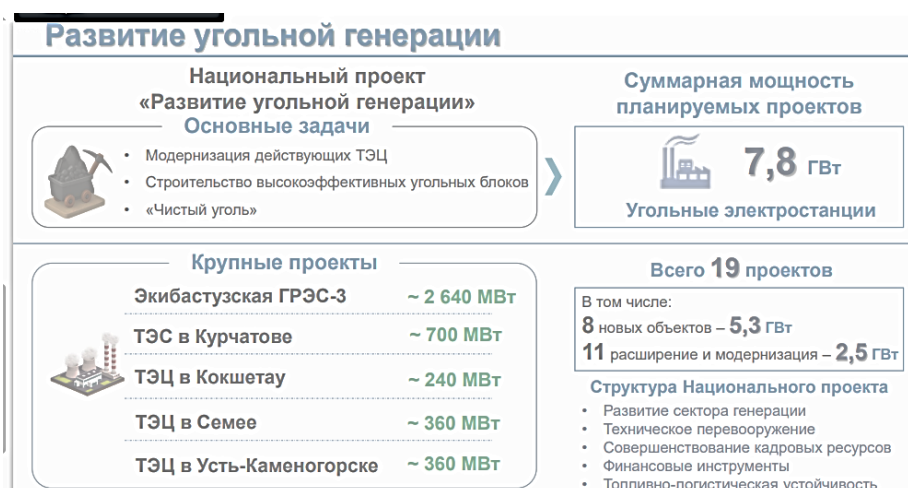 Развитие угольной генерации
Национальный проект
«Развитие угольной генерации»
Основные задачи
• Модернизация действующих ТЭЦ
• Строительство высокоэффективных угольных блоков
• «Чистый уголь»
Суммарная мощность
планируемых проектов
7,8 ГВт
Угольные электростанции
Крупные проекты
Экибастузская ГРЭС-3 ~ 2 640 МВт
ТЭС в Курчатове ~ 700 МВт
ТЭЦ в Кокшетау ~ 240 МВт
ТЭЦ в Семее ~ 360 МВт
ТЭЦ в Усть-Каменогорске ~ 360 МВт
Всего 19 проектов
В том числе:
8 новых объектов – 5,3 ГВт
11 расширение и модернизация – 2,5 ГВт
Структура Национального проекта
• Развитие сектора генерации
• Техническое перевооружение
• Совершенствование кадровых ресурсов
• Финансовые инструменты
• Топливно-логистическая устойчивость